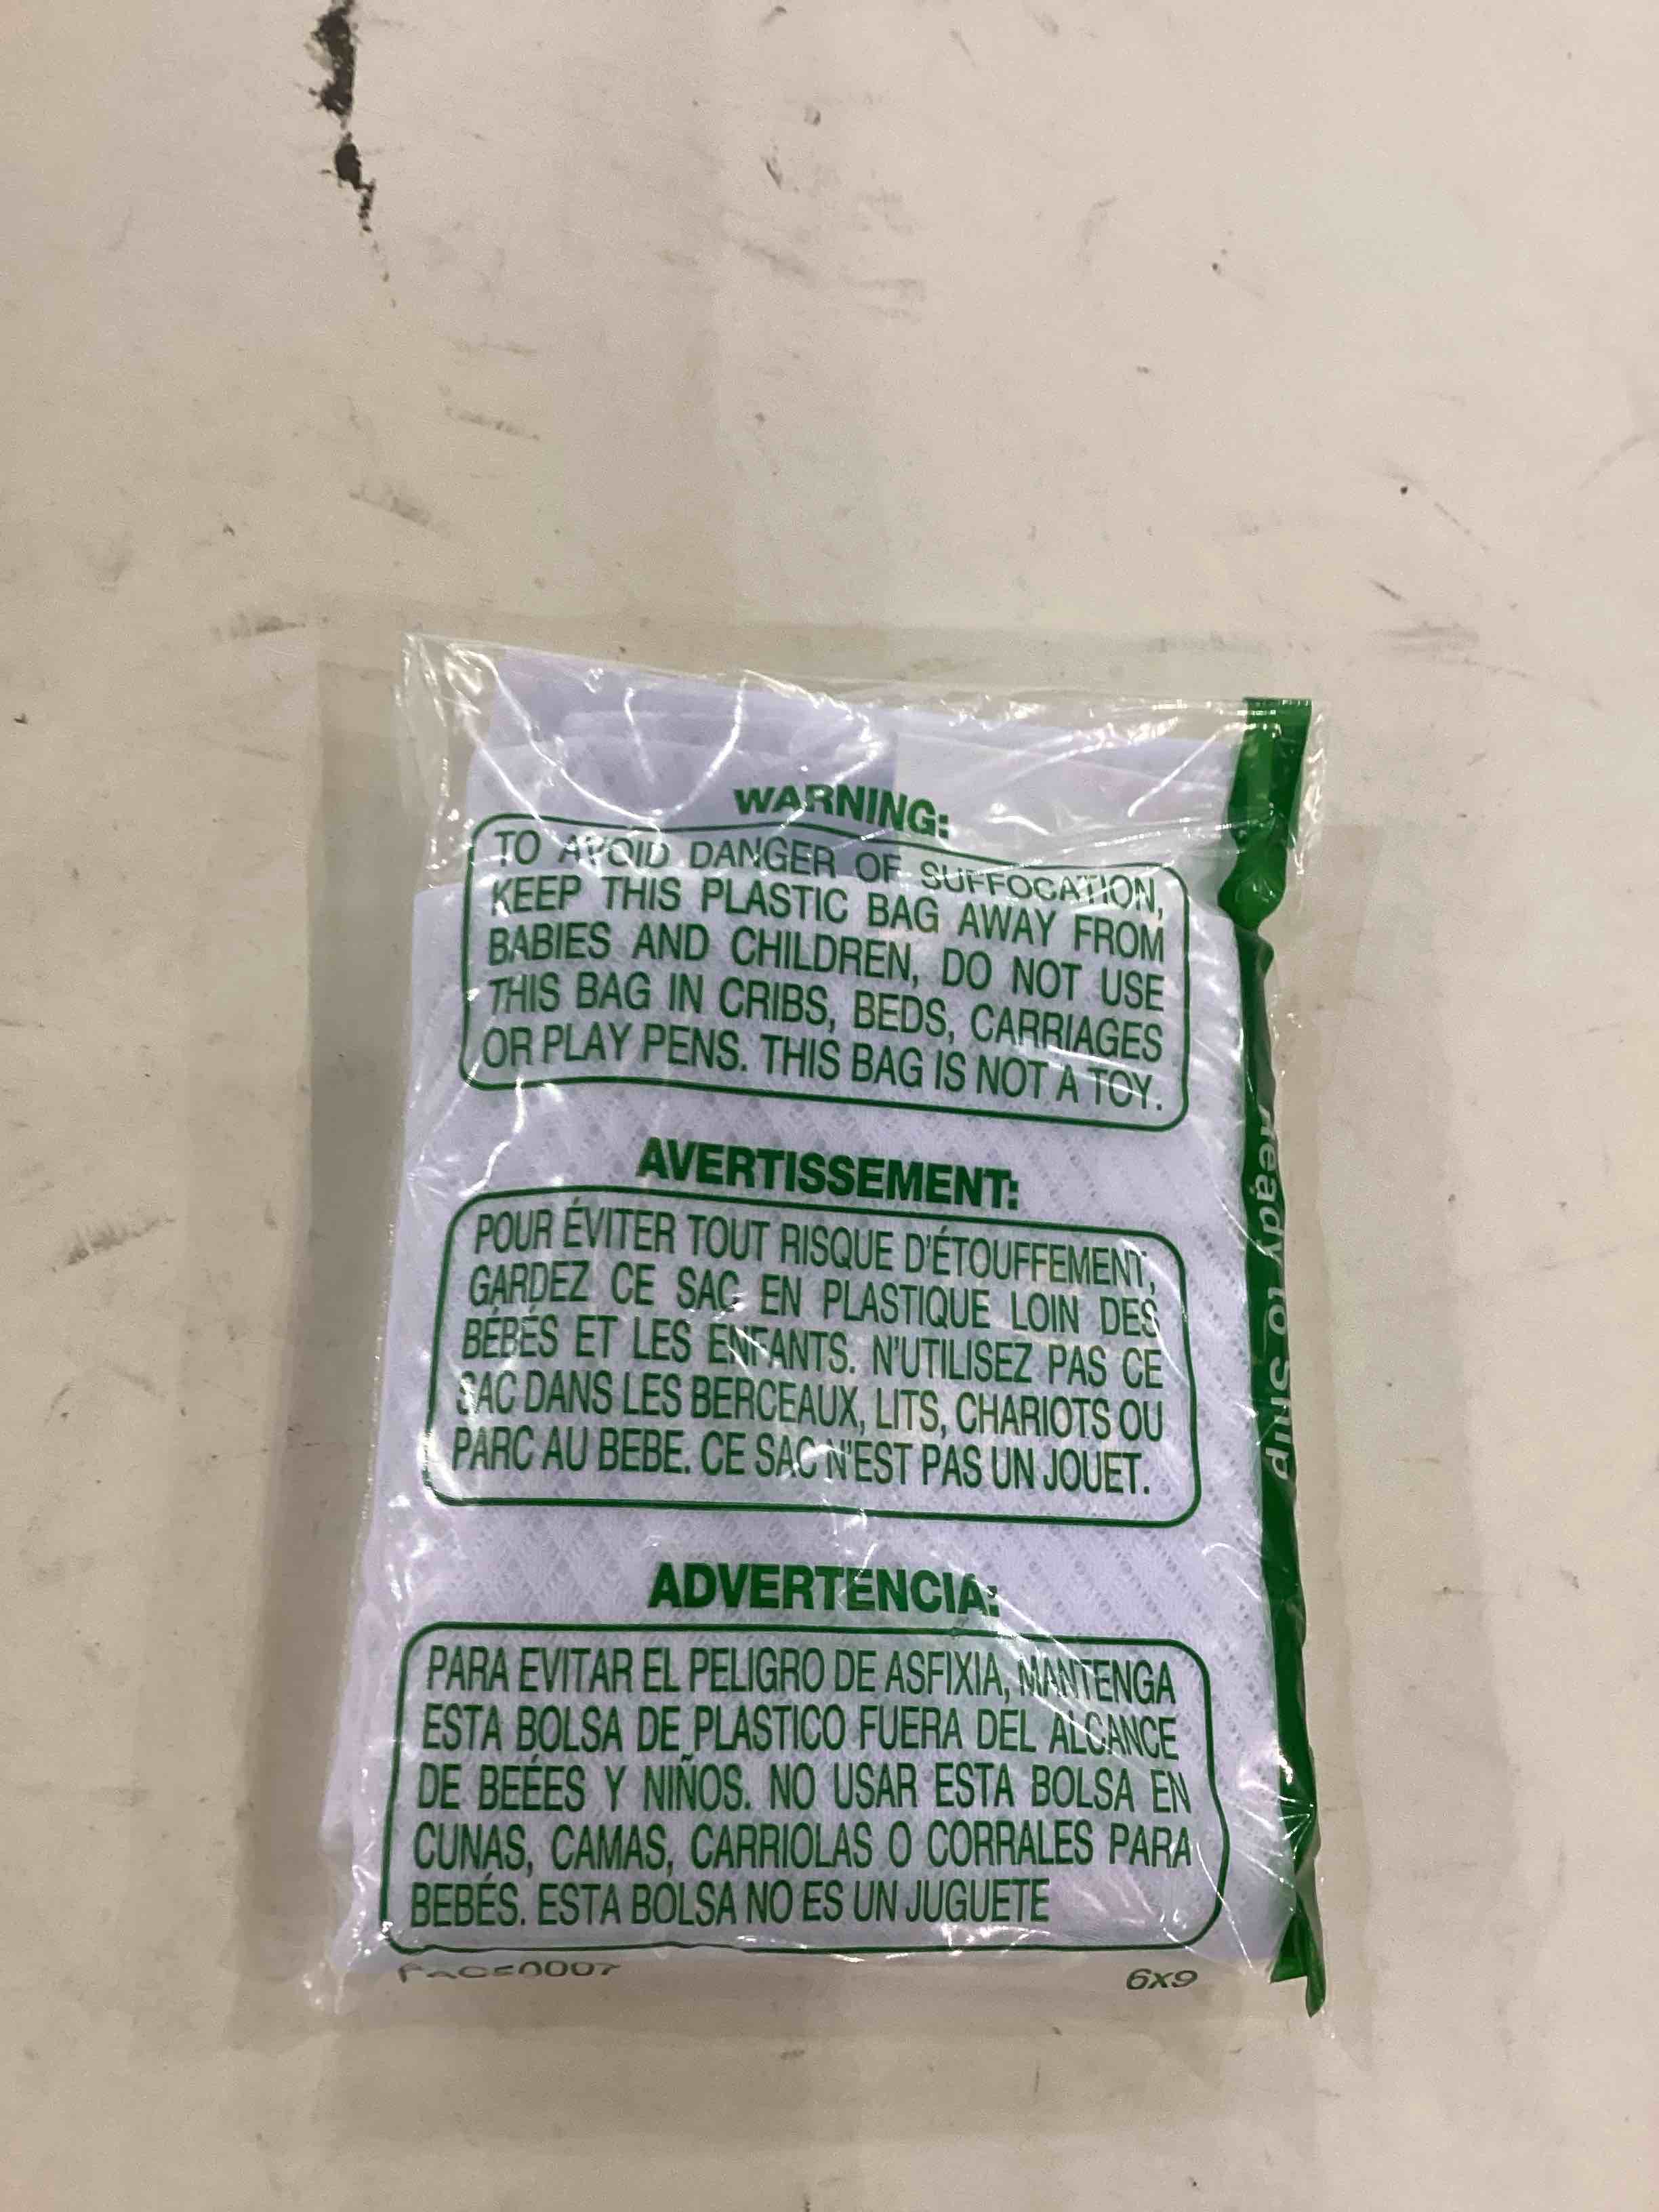 WARNING:
TO AVOID DANGER OF SUFFOCATION,
KEEP THIS PLASTIC BAG AWAY FROM
BABIES AND CHILDREN, DO NOT USE
THIS BAG IN CRIBS, BEDS, CARRIAGES
OR PLAY PENS. THIS BAG IS NOT A TOY.
AVERTISSEMENT:
POUR ÉVITER TOUT RISQUE D'ÉTOUFFEMENT,
GARDEZ CE SAC EN PLASTIQUE LOIN DES
BÉBÉS ET LES ENFANTS. N'UTILISEZ PAS CE
SAC DANS LES BERCEAUX, LITS, CHARIOTS OU
PARC AU BEBE. CE SAC N'EST PAS UN JOUET.
ADVERTENCIA:
PARA EVITAR EL PELIGRO DE ASFIXIA, MANTENGA
ESTA BOLSA DE PLASTICO FUERA DEL ALCANCE
DE BEÉES Y NIÑOS. NO USAR ESTA BOLSA EN
CUNAS, CAMAS, CARRIOLAS O CORRALES PARA
BEBÉS. ESTA BOLSA NO ES UN JUGUETE
6x9
Ready to Ship